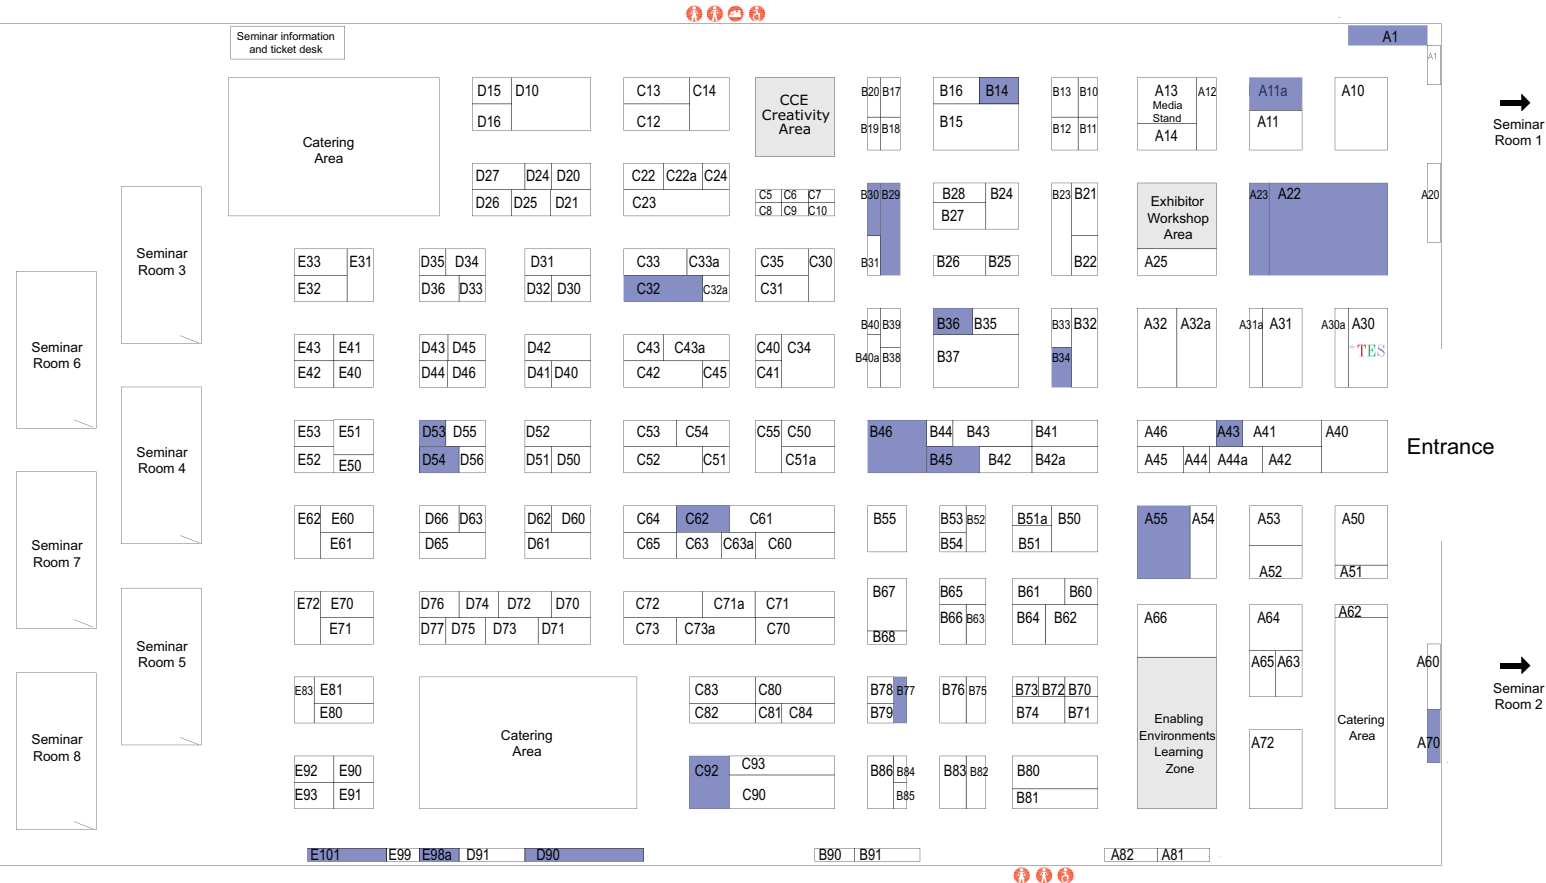 Seminar information
and ticket desk
A1
A1
D15 D10
C13 C14
CCE
Creativity
Area
B20 B17
B16 B14
B13 B10
A13
Media
Stand
A12
A11a
A10
Seminar
Room 1
D16
C12
B19 B18
B15
B12 B11
A14
A11
Catering
Area
D27 D24 D20
C22 C22a C24
D26 D25 D21
C23
C5 C6 C7
C8 C9 C10
B30 B29
B28 B24
B27
B23 B21
Exhibitor
Workshop
Area
A23 A22
A20
Seminar
Room 3
E33 E31
D35 D34
D31
C33 C33a
C35 C30
B31
B26 B25
B22
A25
E32
D36 D33
D32 D30
C32 C32a
C31
Seminar
Room 6
E43 E41
D43 D45
D42
C43 C43a
C40 C34
B40 B39
B36 B35
B33 B32
A32 A32a
A31a A31
A30a A30
TES
E42 E40
D44 D46
D41 D40
C42 C45
C41
B40a B38
B37
B34
Seminar
Room 4
E53 E51
D53 D55
D52
C53 C54
C55 C50
B46 B44 B43 B41
A46 A43 A41 A40
Entrance
E52 E50
D54 D56
D51 D50
C52 C51
C51a
B45 B42 B42a
A45 A44 A44a A42
Seminar
Room 7
E62 E60
D66 D63
D62 D60
C64 C62 C61
B55
B53 B52
B51a B50
A55 A54
A53
A50
E61
D65
D61
C65 C63 C63a C60
B54
B51
A52
A51
Seminar
Room 5
E72 E70
D76 D74 D72 D70
C72 C71a C71
B67
B65
B61 B60
A66
A64
A62
E71
D77 D75 D73 D71
C73 C73a C70
B68
B66 B63
B64 B62
A65 A63
A60
Seminar
Room 2
Seminar
Room 8
E83 E81
Catering
Area
C83 C80
B78 B77
B76 B75
B73 B72 B70
Enabling
Environments
Learning
Zone
A72
Catering
Area
A70
E80
C82 C81 C84
B79
B74 B71
E92 E90
C92 C93
B86 B84
B83 B82
B80
E93 E91
C90
B85
B81
E101 E99 E98a D91 D90
B90 B91
A82 A81